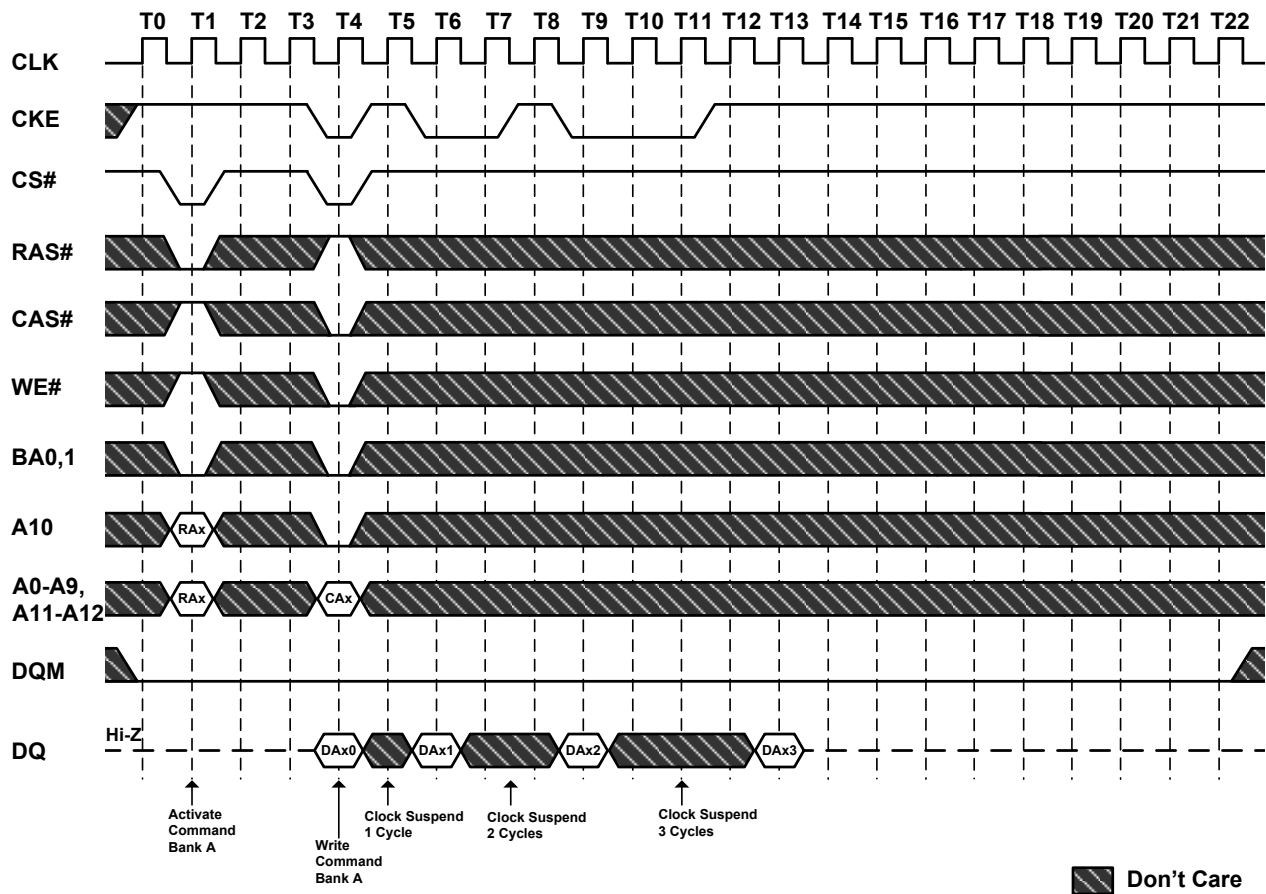 T0 T1 T2 T3 T4 T5 T6 T7 T8 T9 T10 T11 T12 T13 T14 T15 T16 T17 T18 T19 T20 T21 T22
CLK
CKE
CS#
RAS#
CAS#
WE#
BA0,1
A10
RAx
A0-A9,
A11-A12
RAx CAx
DQM
DQ
Hi-Z
DAx0 DAx1 DAx2 DAx3
Activate
Command
Bank A
Write
Command
Bank A
Clock Suspend
1 Cycle
Clock Suspend
2 Cycles
Clock Suspend
3 Cycles
Don't Care